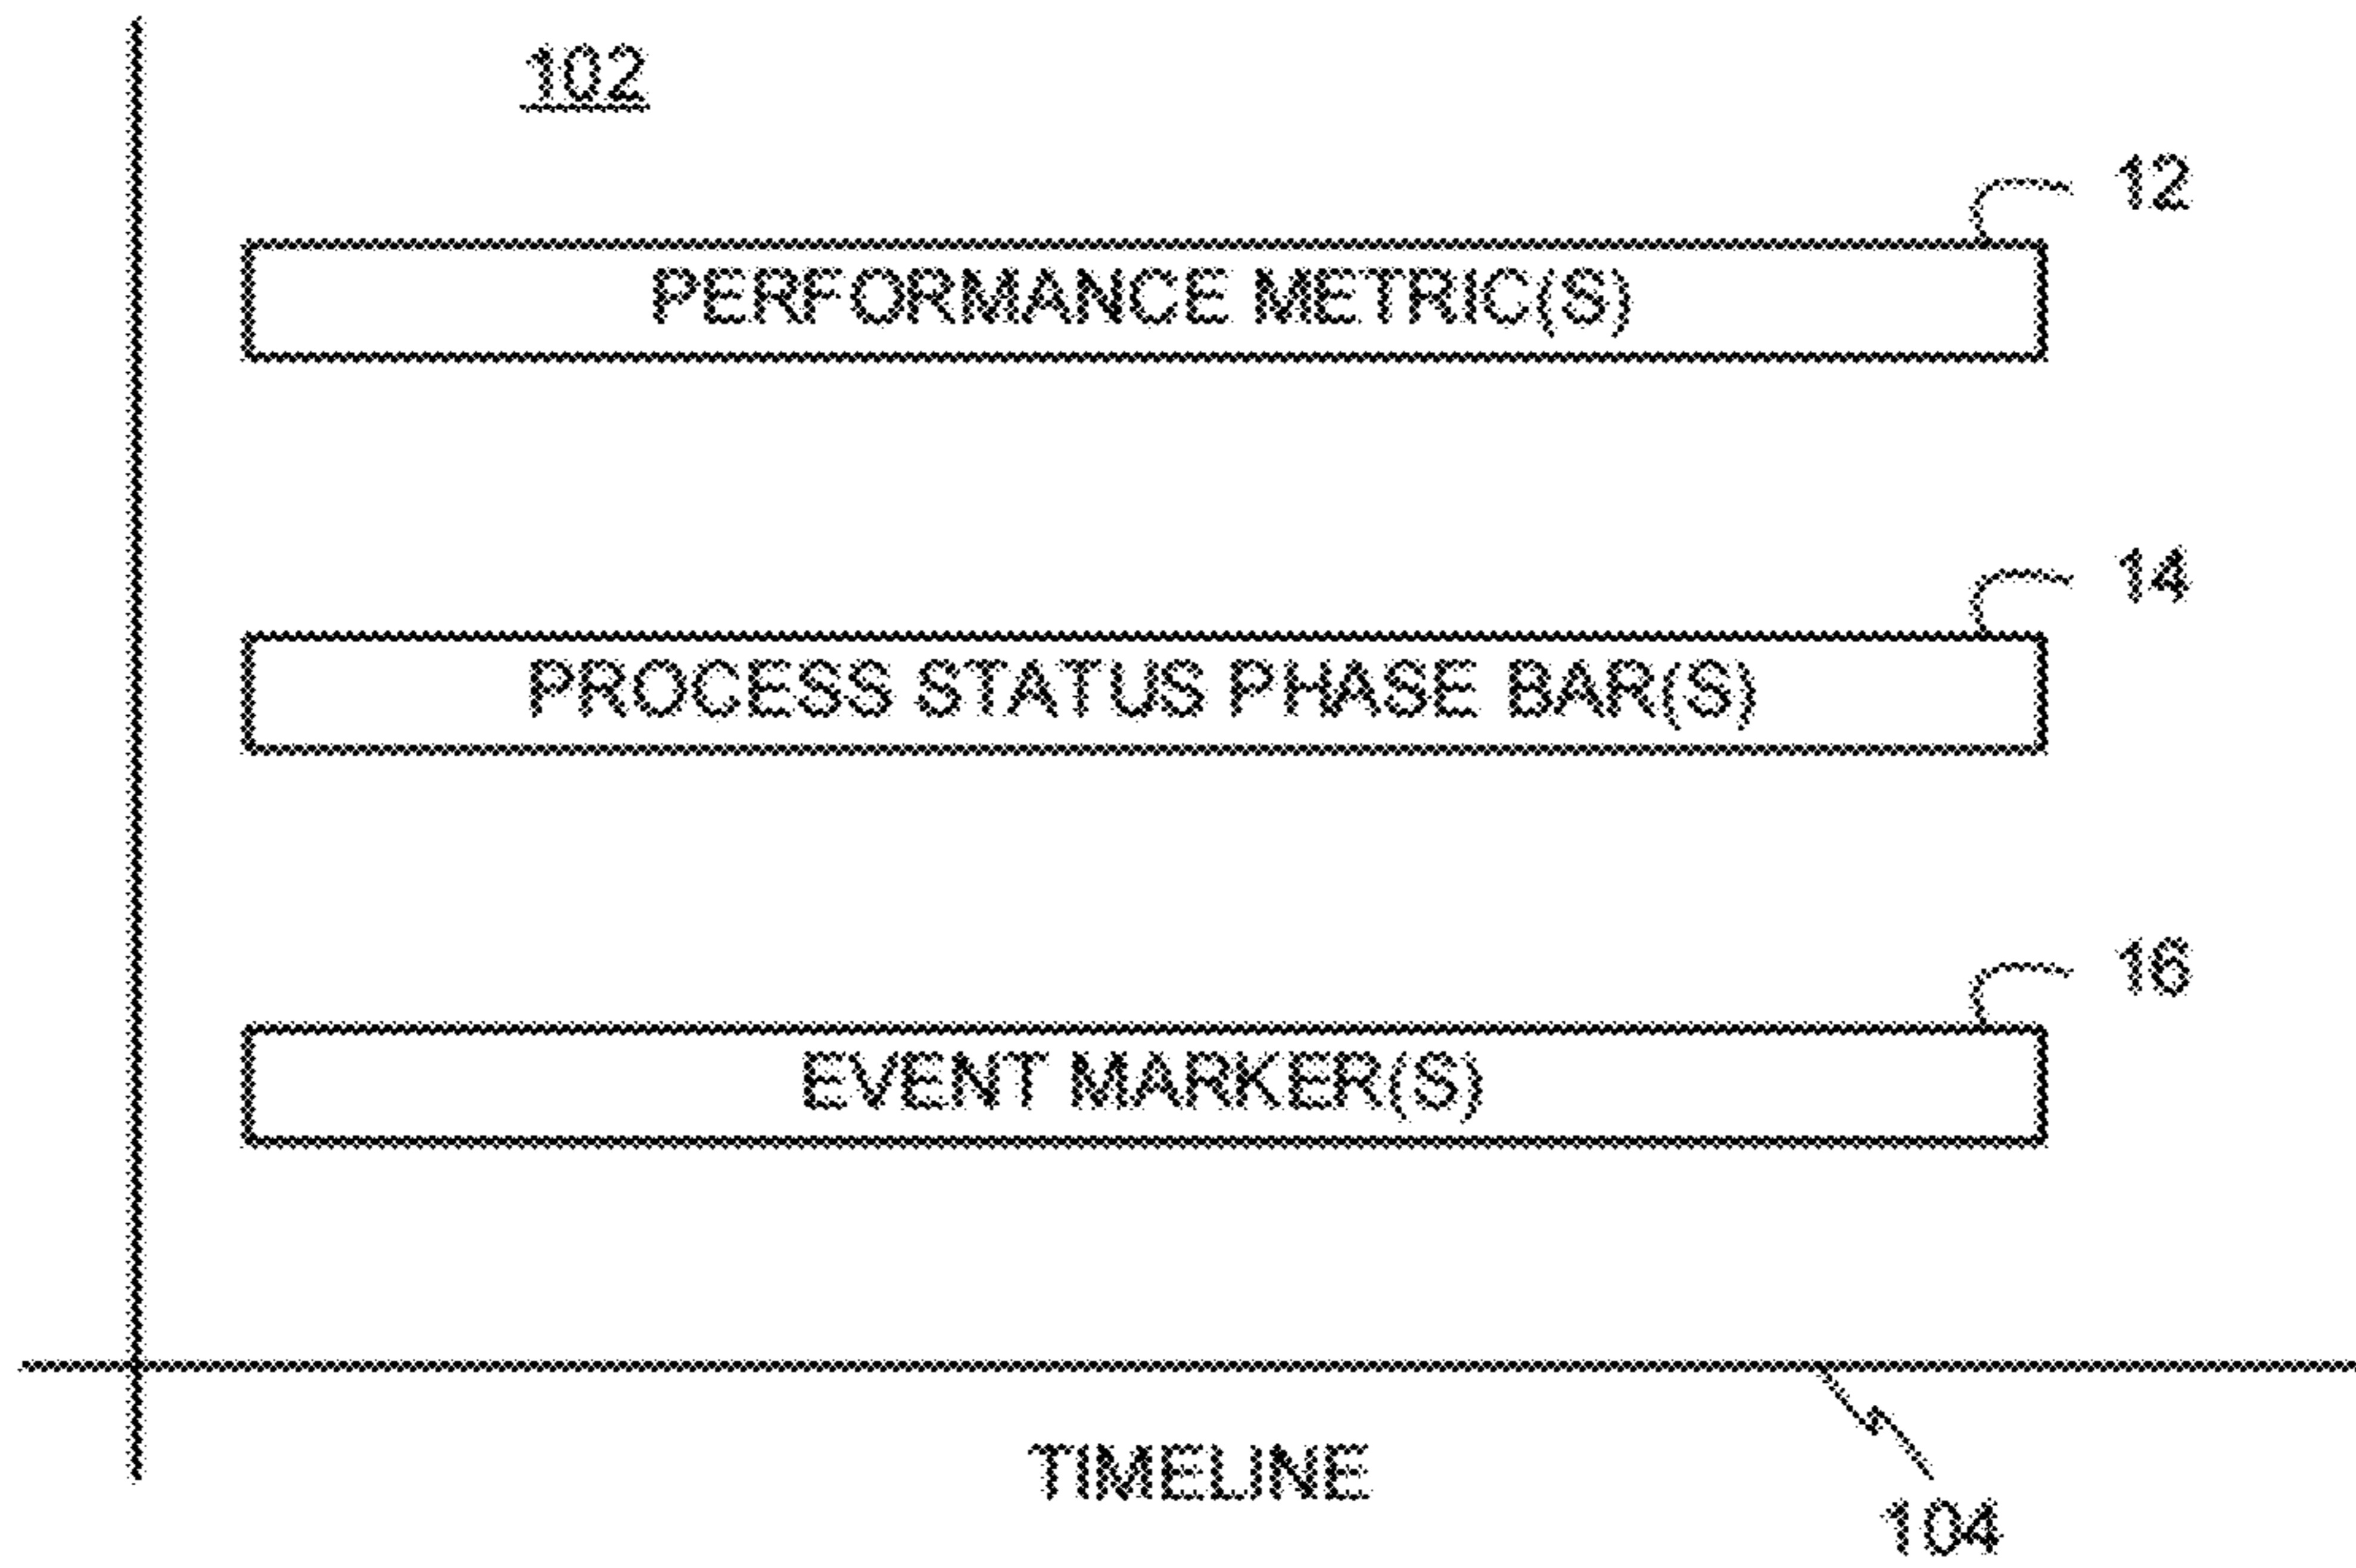 102
12
PERFORMANCE METRIC(S)
14
PROCESS STATUS PHASE BAR(S)
16
EVENT MARKER(S)
TIMELINE
104